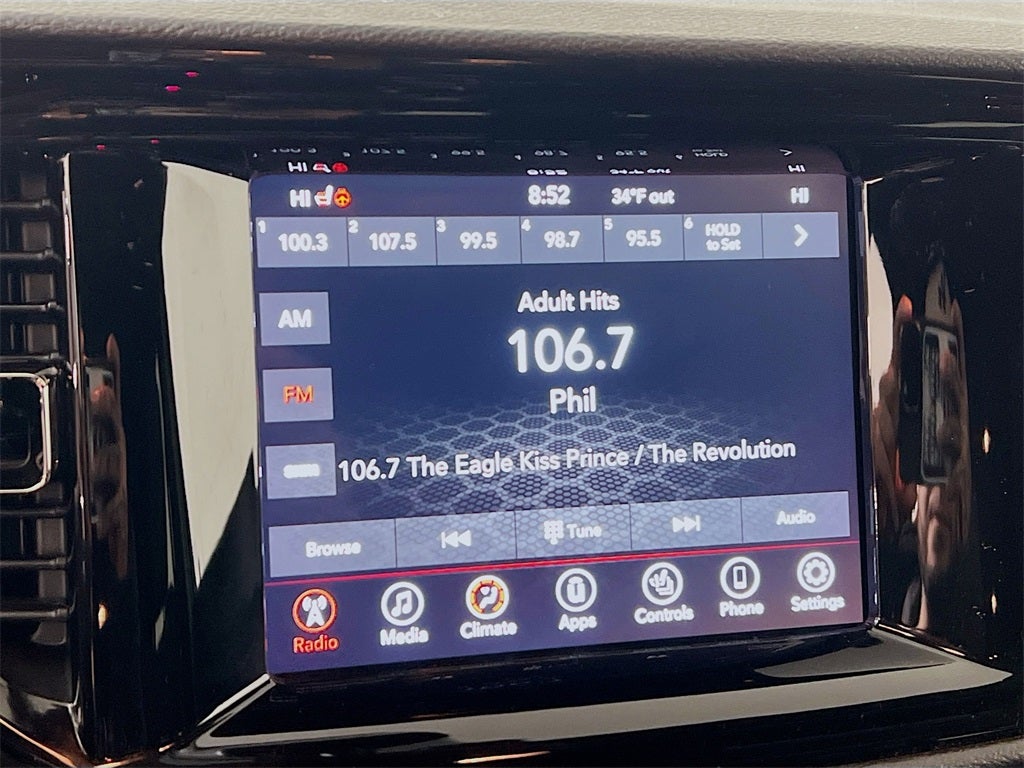 HI 8:52 34°F out HI
1 100.3 2 107.5 3 99.5 4 98.7 5 95.5 6 HOLD to Set
Adult Hits
AM
106.7
FM
Phil
106.7 The Eagle Kiss Prince / The Revolution
Browse Tune Audio
Radio Media Climate Apps Controls Phone Settings